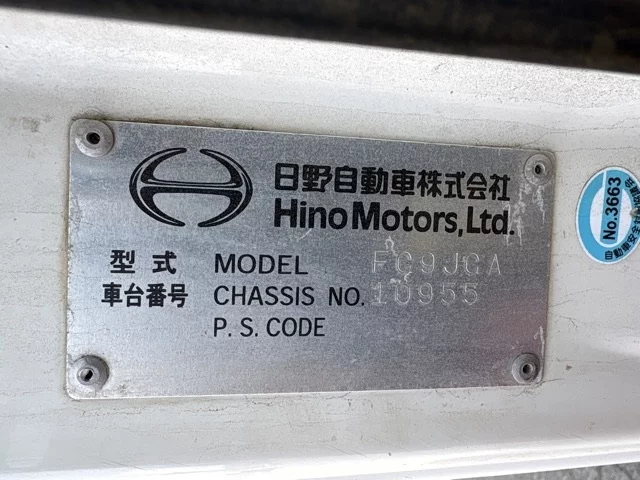 日野自動車株式会社
Hino Motors, Ltd.
型式 MODEL FC9JGA
車台番号 CHASSIS NO. 10955
P. S. CODE
No.3663